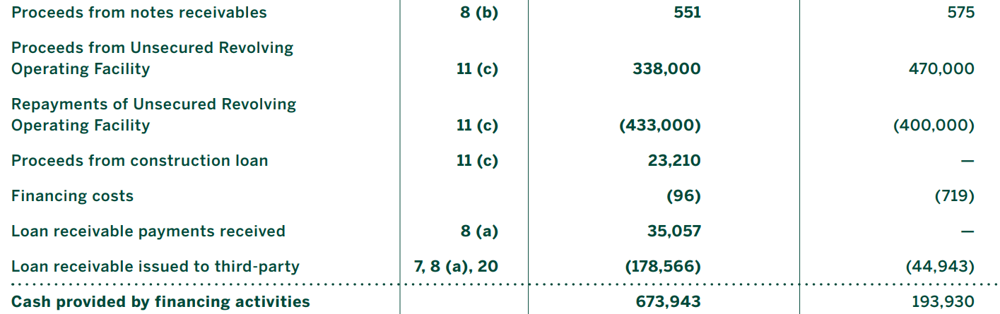 Proceeds from notes receivables 8 (b) 551 575
Proceeds from Unsecured Revolving
Operating Facility 11 (c) 338,000 470,000
Repayments of Unsecured Revolving
Operating Facility 11 (c) (433,000) (400,000)
Proceeds from construction loan 11 (c) 23,210 —
Financing costs (96) (719)
Loan receivable payments received 8 (a) 35,057 —
Loan receivable issued to third-party 7, 8 (a), 20 (178,566) (44,943)
Cash provided by financing activities 673,943 193,930